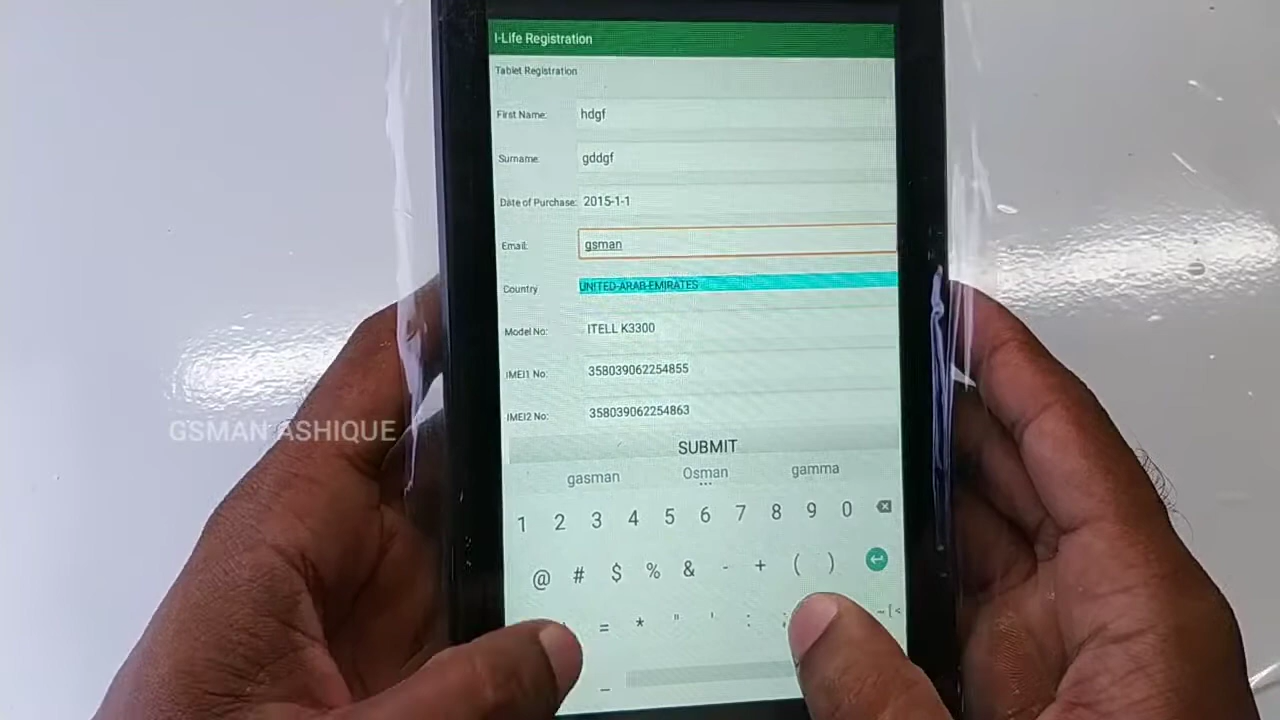 I-Life Registration
Tablet Registration
First Name: hdgf
Surname: gddgf
Date of Purchase: 2015-1-1
Email: gsman
Country UNITED-ARAB-EMIRATES
Model No: ITELL K3300
IMEI1 No: 358039062254855
IMEI2 No: 358039062254863
GSMAN ASHIQUE
SUBMIT
gasman Osman gamma
1 2 3 4 5 6 7 8 9 0
@ # $ % & - + ( )
= * " ' : ; ~[<
_